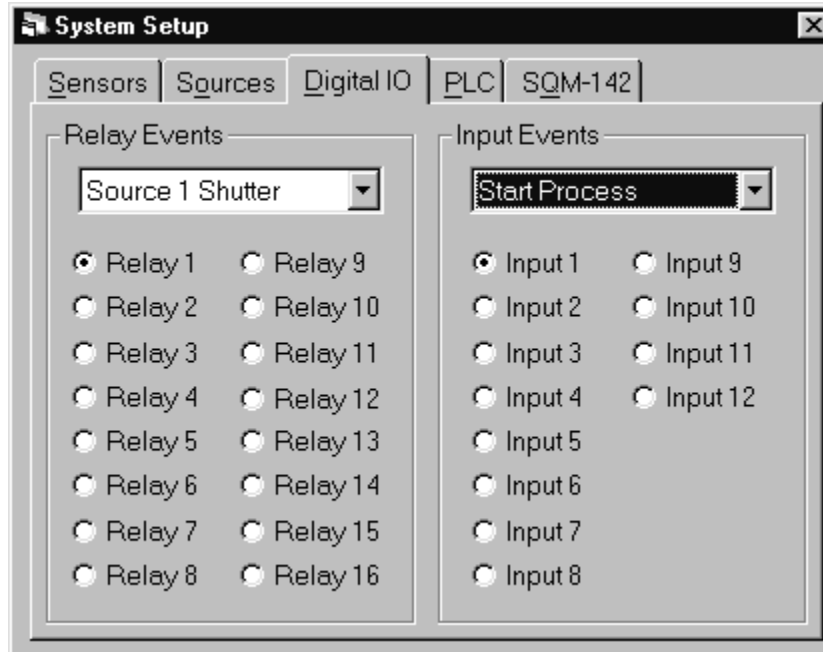 System Setup
Sensors Sources Digital IO PLC SQM-142
Relay Events
Source 1 Shutter
Relay 1 Relay 9
Relay 2 Relay 10
Relay 3 Relay 11
Relay 4 Relay 12
Relay 5 Relay 13
Relay 6 Relay 14
Relay 7 Relay 15
Relay 8 Relay 16
Input Events
Start Process
Input 1 Input 9
Input 2 Input 10
Input 3 Input 11
Input 4 Input 12
Input 5
Input 6
Input 7
Input 8